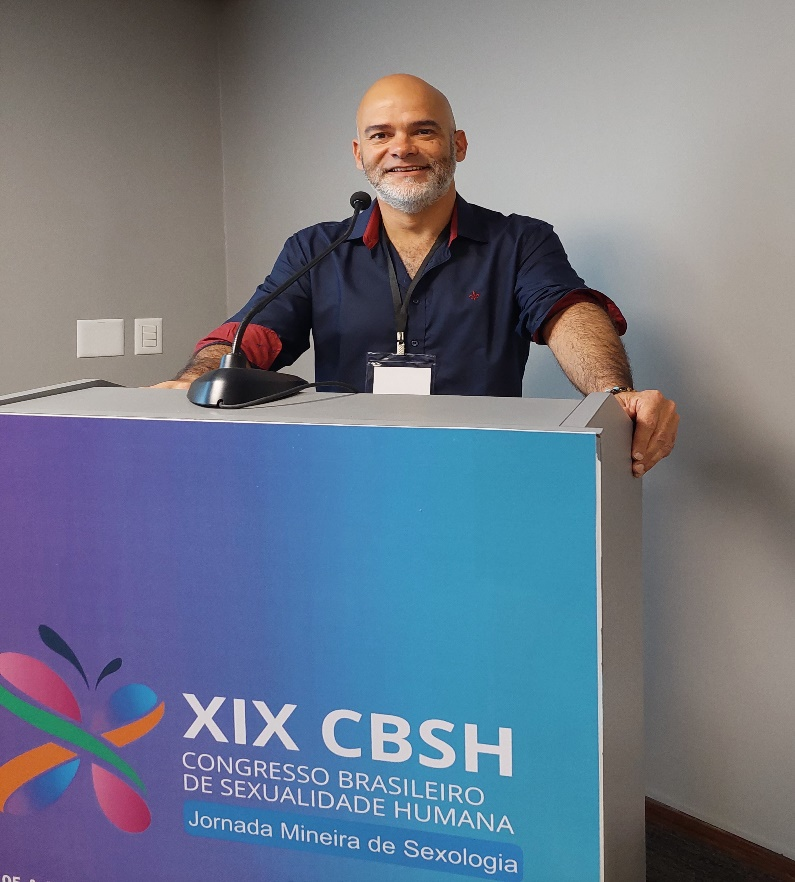 XIX CBSH
CONGRESSO BRASILEIRO
DE SEXUALIDADE HUMANA
Jornada Mineira de Sexologia